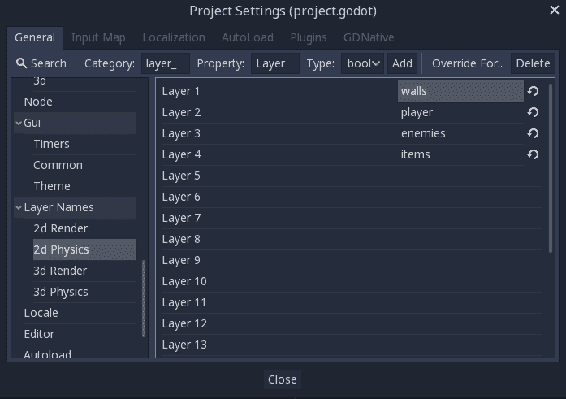 Project Settings (project.godot)
General Input Map Localization AutoLoad Plugins GDNative
Search Category: layer_ Property: Layer Type: bool Add Override For.. Delete
3d
Node
Gui
Timers
Common
Theme
Layer Names
2d Render
2d Physics
3d Render
3d Physics
Locale
Editor
Autoload
Layer 1 walls
Layer 2 player
Layer 3 enemies
Layer 4 items
Layer 5
Layer 6
Layer 7
Layer 8
Layer 9
Layer 10
Layer 11
Layer 12
Layer 13
Close